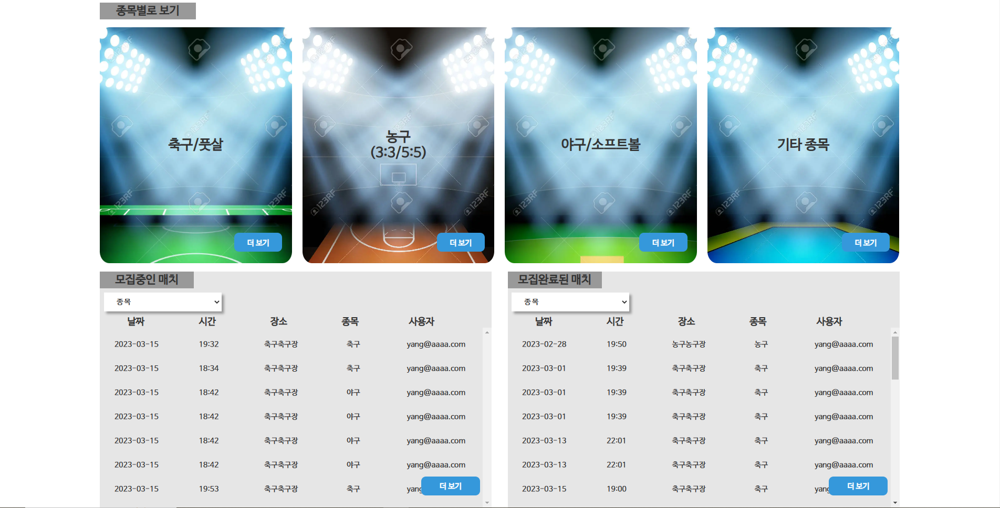 종목별로 보기
축구/풋살
더 보기
농구
(3:3/5:5)
더 보기
야구/소프트볼
더 보기
기타 종목
더 보기
123RF
123RF
123RF
123RF
123RF
123RF
123RF
123RF
123RF
123RF
123RF
123RF
모집중인 매치
종목
날짜 시간 장소 종목 사용자
2023-03-15 19:32 축구축구장 축구 yang@aaaa.com
2023-03-15 18:34 축구축구장 축구 yang@aaaa.com
2023-03-15 18:42 축구축구장 야구 yang@aaaa.com
2023-03-15 18:42 축구축구장 야구 yang@aaaa.com
2023-03-15 18:42 축구축구장 야구 yang@aaaa.com
2023-03-15 18:42 축구축구장 야구 yang@aaaa.com
2023-03-15 19:53 축구축구장 축구 yang
더 보기
모집완료된 매치
종목
날짜 시간 장소 종목 사용자
2023-02-28 19:50 농구농구장 농구 yang@aaaa.com
2023-03-01 19:39 축구축구장 축구 yang@aaaa.com
2023-03-01 19:39 축구축구장 축구 yang@aaaa.com
2023-03-01 19:39 축구축구장 축구 yang@aaaa.com
2023-03-13 22:01 축구축구장 축구 yang@aaaa.com
2023-03-13 22:01 축구축구장 축구 yang@aaaa.com
2023-03-15 19:00 축구축구장 축구 yang
더 보기